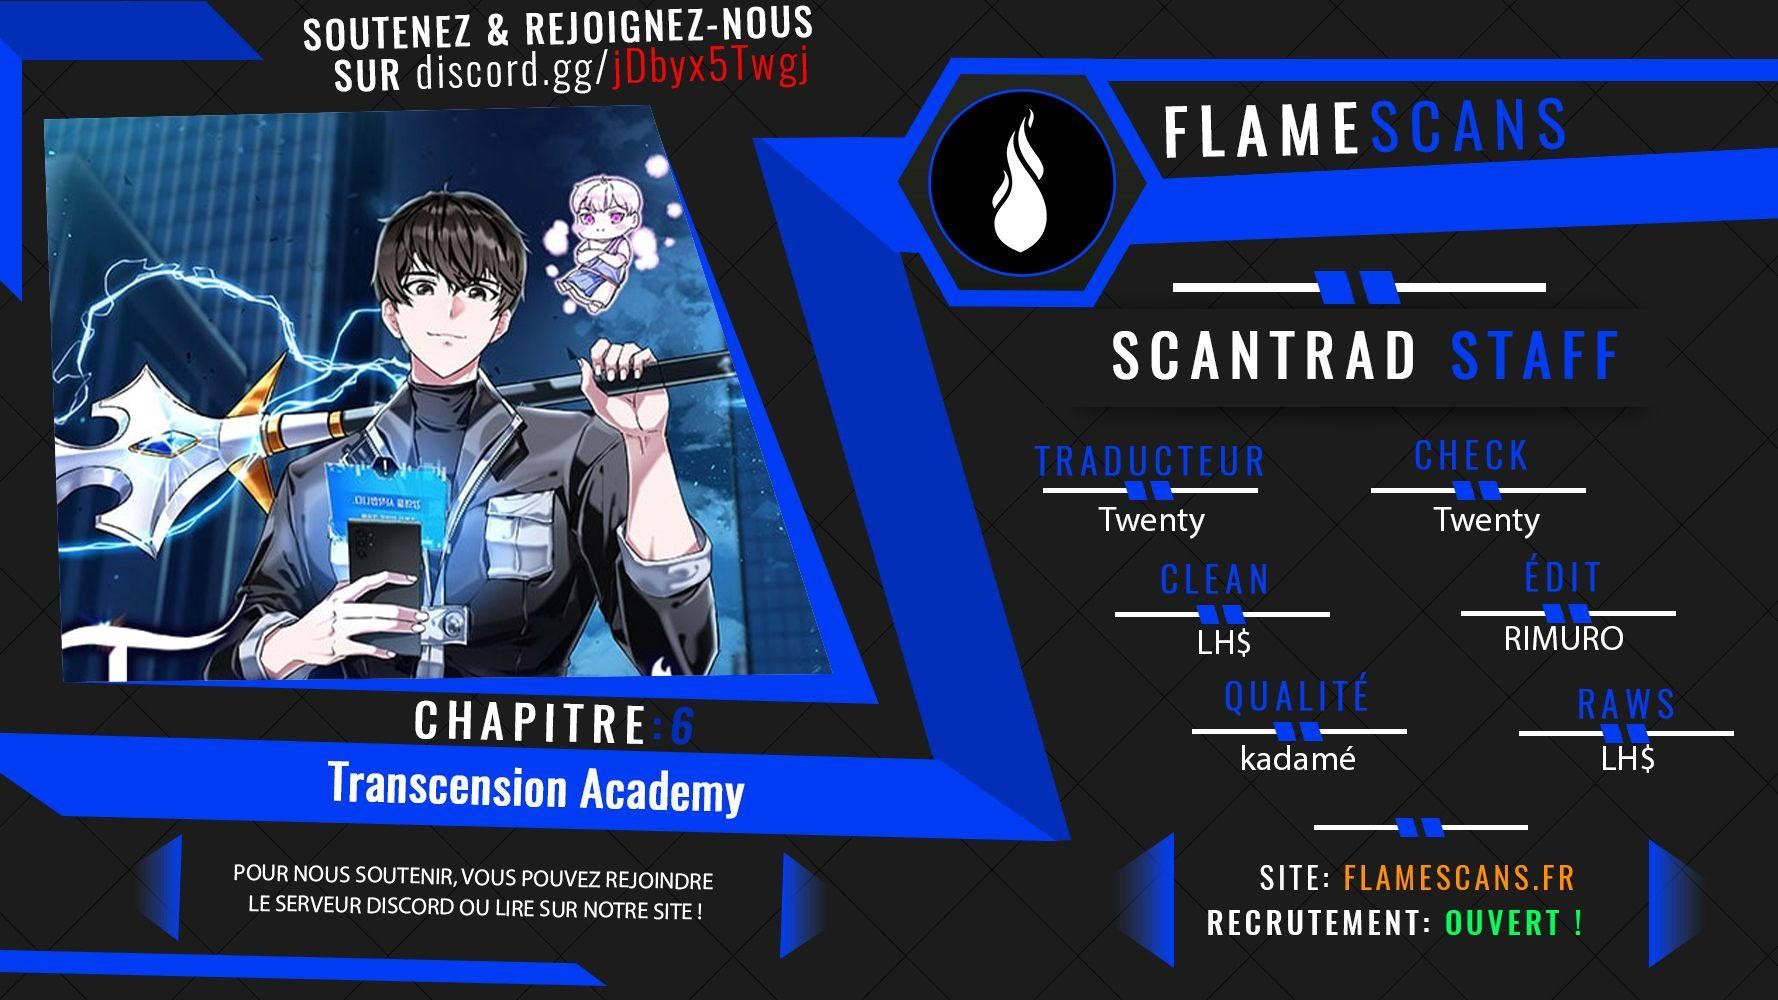 SOUTENEZ & REJOIGNEZ-NOUS
SUR discord.gg/jDbyx5Twgj
FLAMESCANS
SCANTRAD STAFF
TRADUCTEUR
Twenty
CHECK
Twenty
CLEAN
LH$
ÉDIT
RIMURO
QUALITÉ
kadamé
RAWS
LH$
CHAPITRE:6
Transcension Academy
POUR NOUS SOUTENIR, VOUS POUVEZ REJOINDRE
LE SERVEUR DISCORD OU LIRE SUR NOTRE SITE !
SITE: FLAMESCANS.FR
RECRUTEMENT: OUVERT !